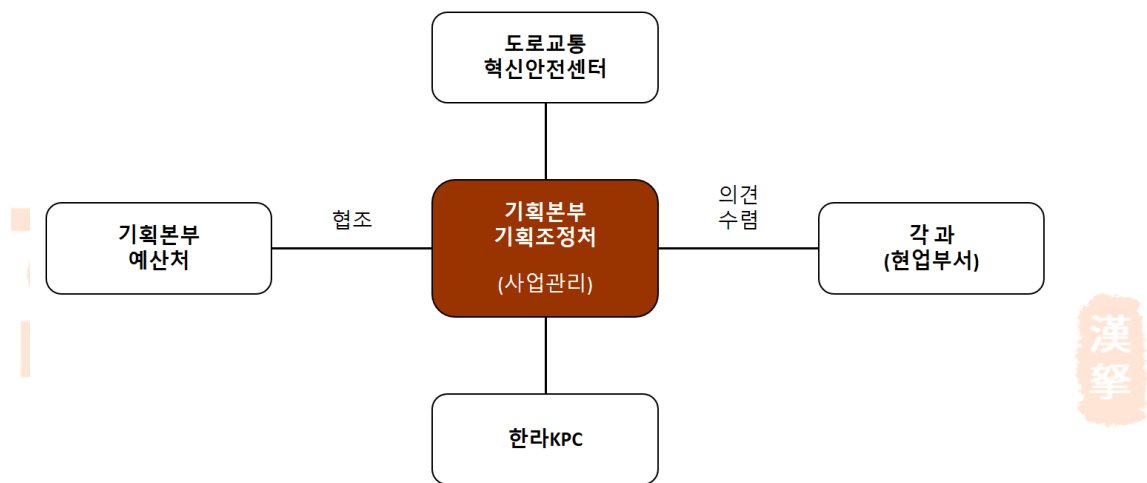 도로교통
혁신안전센터
기획본부
예산처
협조
기획본부
기획조정처
(사업관리)
의견
수렴
각 과
(현업부서)
한라KPC
漢
拏